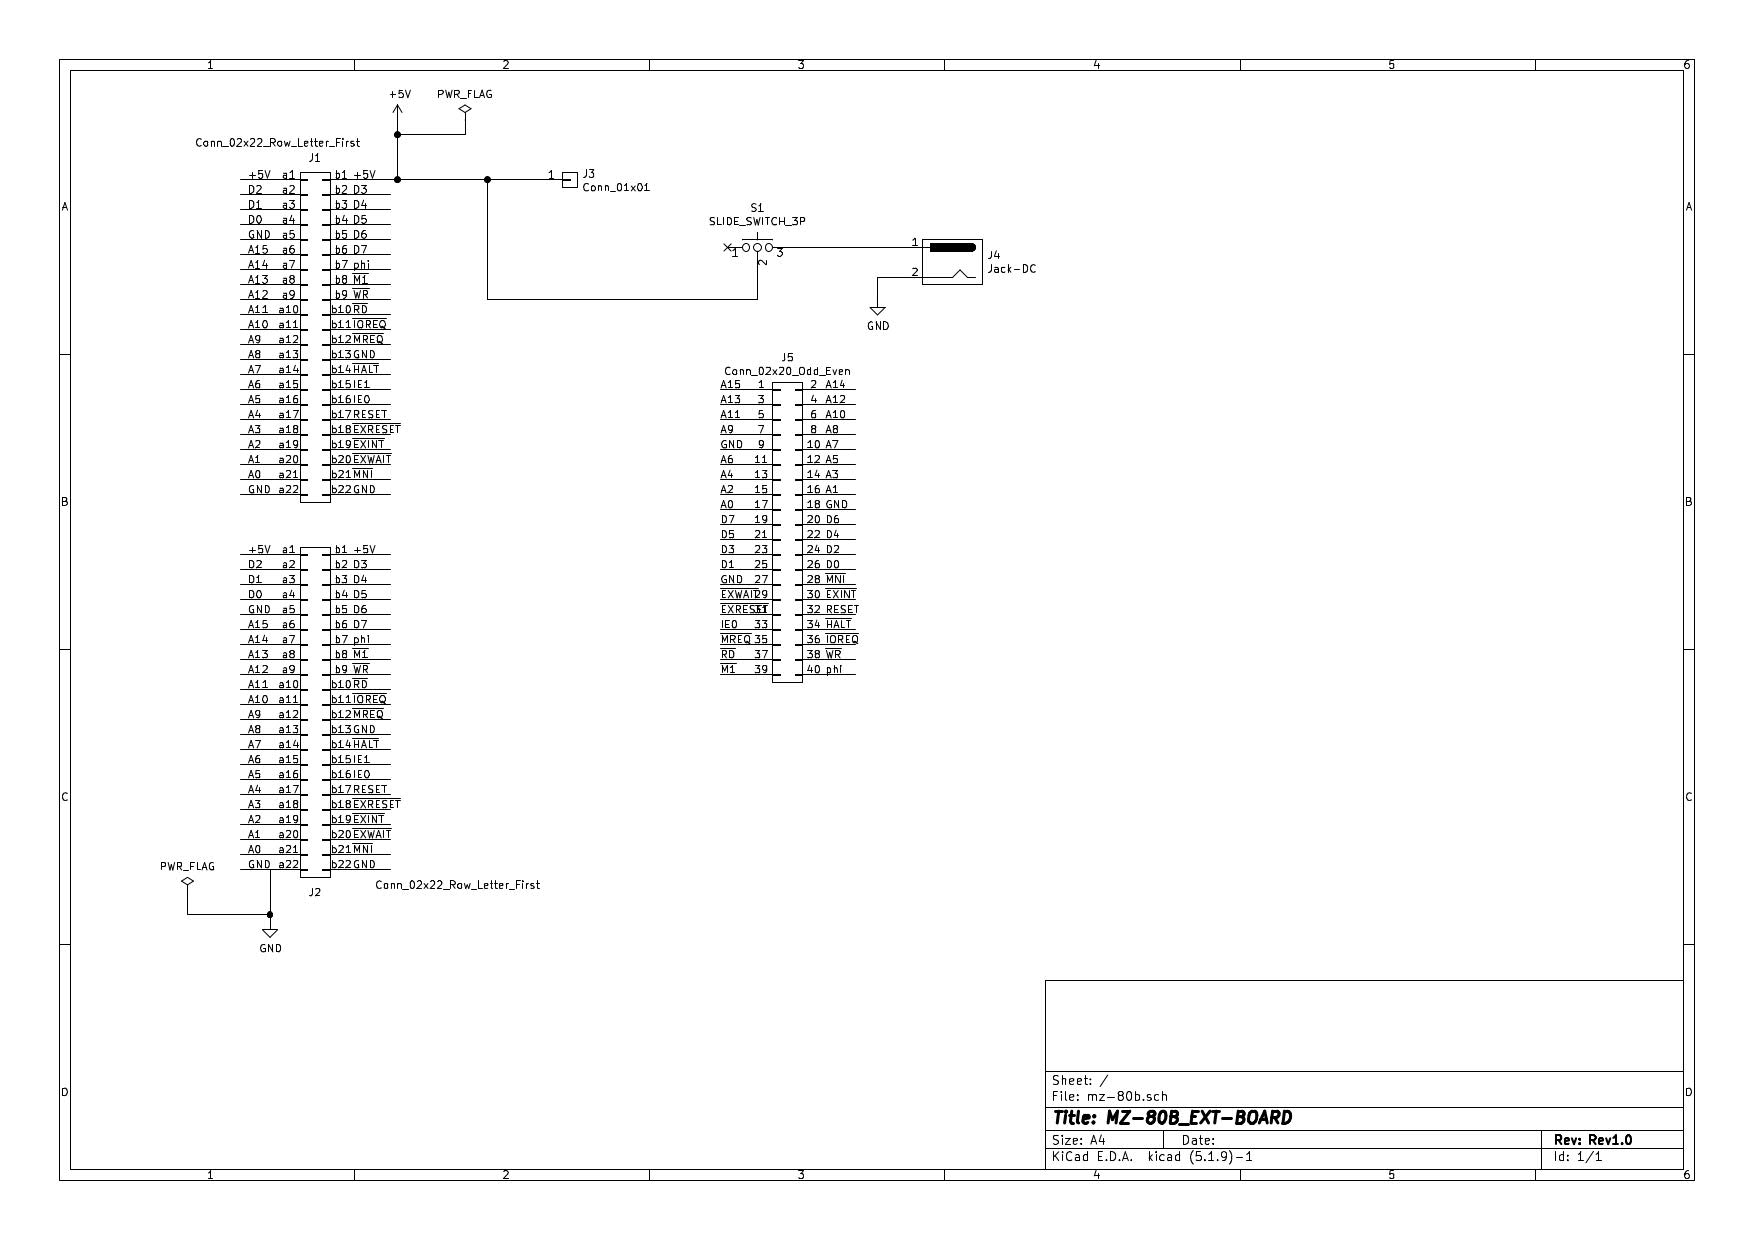 1 2 3 4 5 6
+5V PWR_FLAG
Conn_02x22_Row_Letter_First
J1
+5V a1 b1 +5V
D2 a2 b2 D3
D1 a3 b3 D4
D0 a4 b4 D5
GND a5 b5 D6
A15 a6 b6 D7
A14 a7 b7 phi
A13 a8 b8 M1
A12 a9 b9 WR
A11 a10 b10 RD
A10 a11 b11 IOREQ
A9 a12 b12 MREQ
A8 a13 b13 GND
A7 a14 b14 HALT
A6 a15 b15 IE1
A5 a16 b16 IE0
A4 a17 b17 RESET
A3 a18 b18 EXRESET
A2 a19 b19 EXINT
A1 a20 b20 EXWAIT
A0 a21 b21 MNI
GND a22 b22 GND
1 J3
Conn_01x01
S1
SLIDE_SWITCH_3P
1 2 3
1 J4
2 Jack-DC
GND
J5
Conn_02x20_Odd_Even
A15 1 2 A14
A13 3 4 A12
A11 5 6 A10
A9 7 8 A8
GND 9 10 A7
A6 11 12 A5
A4 13 14 A3
A2 15 16 A1
A0 17 18 GND
D7 19 20 D6
D5 21 22 D4
D3 23 24 D2
D1 25 26 D0
GND 27 28 MNI
EXWAIT 29 30 EXINT
EXRESET 31 32 RESET
IE0 33 34 HALT
MREQ 35 36 IOREQ
RD 37 38 WR
M1 39 40 phi
+5V a1 b1 +5V
D2 a2 b2 D3
D1 a3 b3 D4
D0 a4 b4 D5
GND a5 b5 D6
A15 a6 b6 D7
A14 a7 b7 phi
A13 a8 b8 M1
A12 a9 b9 WR
A11 a10 b10 RD
A10 a11 b11 IOREQ
A9 a12 b12 MREQ
A8 a13 b13 GND
A7 a14 b14 HALT
A6 a15 b15 IE1
A5 a16 b16 IE0
A4 a17 b17 RESET
A3 a18 b18 EXRESET
A2 a19 b19 EXINT
A1 a20 b20 EXWAIT
A0 a21 b21 MNI
GND a22 b22 GND
J2
Conn_02x22_Row_Letter_First
PWR_FLAG
GND
A A
B B
C C
D D
Sheet: /
File: mz-80b.sch
Title: MZ-80B_EXT-BOARD
Size: A4 Date: Rev: Rev1.0
KiCad E.D.A. kicad (5.1.9)-1 Id: 1/1
1 2 3 4 5 6